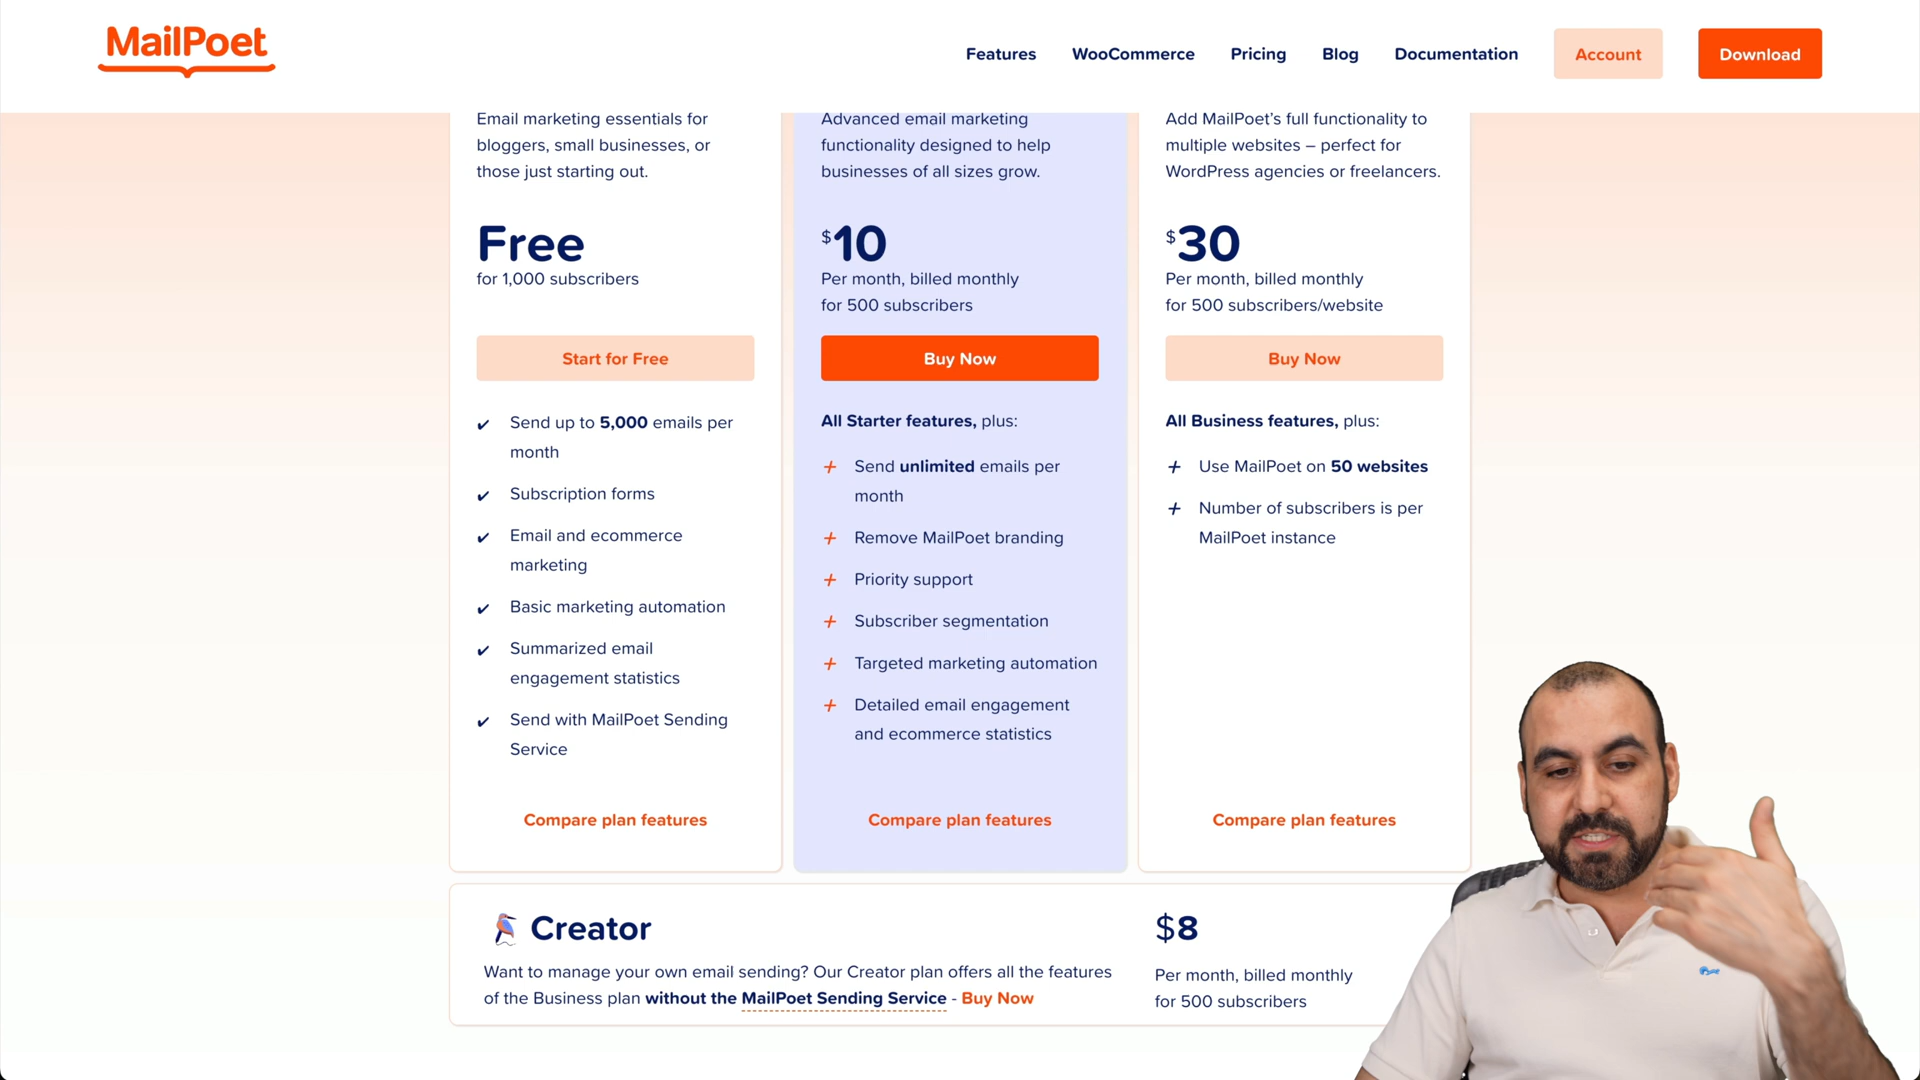 MailPoet
Features
WooCommerce
Pricing
Blog
Documentation
Account
Download
Email marketing essentials for
bloggers, small businesses, or
those just starting out.
Free
for 1,000 subscribers
Start for Free
Send up to 5,000 emails per
month
Subscription forms
Email and ecommerce
marketing
Basic marketing automation
Summarized email
engagement statistics
Send with MailPoet Sending
Service
Compare plan features
Advanced email marketing
functionality designed to help
businesses of all sizes grow.
$10
Per month, billed monthly
for 500 subscribers
Buy Now
All Starter features, plus:
Send unlimited emails per
month
Remove MailPoet branding
Priority support
Subscriber segmentation
Targeted marketing automation
Detailed email engagement
and ecommerce statistics
Compare plan features
Add MailPoet’s full functionality to
multiple websites – perfect for
WordPress agencies or freelancers.
$30
Per month, billed monthly
for 500 subscribers/website
Buy Now
All Business features, plus:
Use MailPoet on 50 websites
Number of subscribers is per
MailPoet instance
Compare plan features
Creator
Want to manage your own email sending? Our Creator plan offers all the features
of the Business plan without the MailPoet Sending Service - Buy Now
$8
Per month, billed monthly
for 500 subscribers